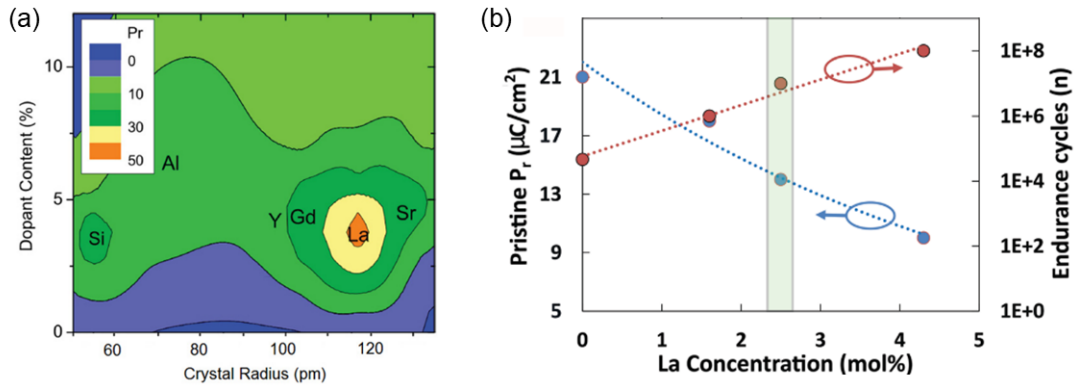 (a)
Pr
0
10
30
50
10
5
0
Dopant Content (%)
Si
Al
Y
Gd
La
Sr
60
80
100
120
Crystal Radius (pm)
(b)
21
17
13
9
5
Pristine Pr (µC/cm2)
1E+8
1E+6
1E+4
1E+2
1E+0
Endurance cycles (n)
0
1
2
3
4
5
La Concentration (mol%)